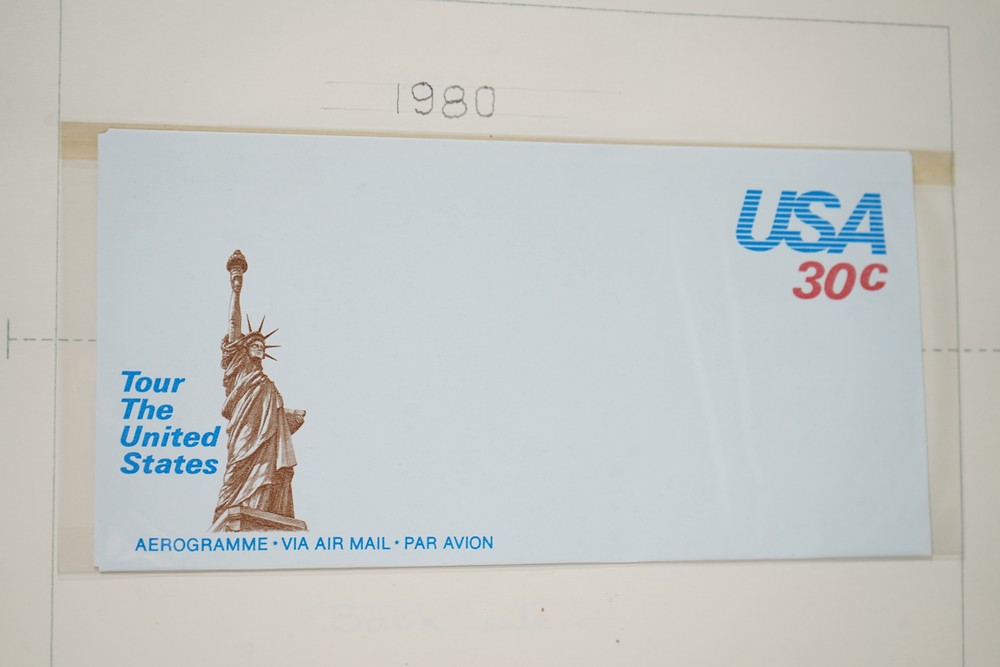 1980
USA
30c
Tour
The
United
States
AEROGRAMME • VIA AIR MAIL • PAR AVION